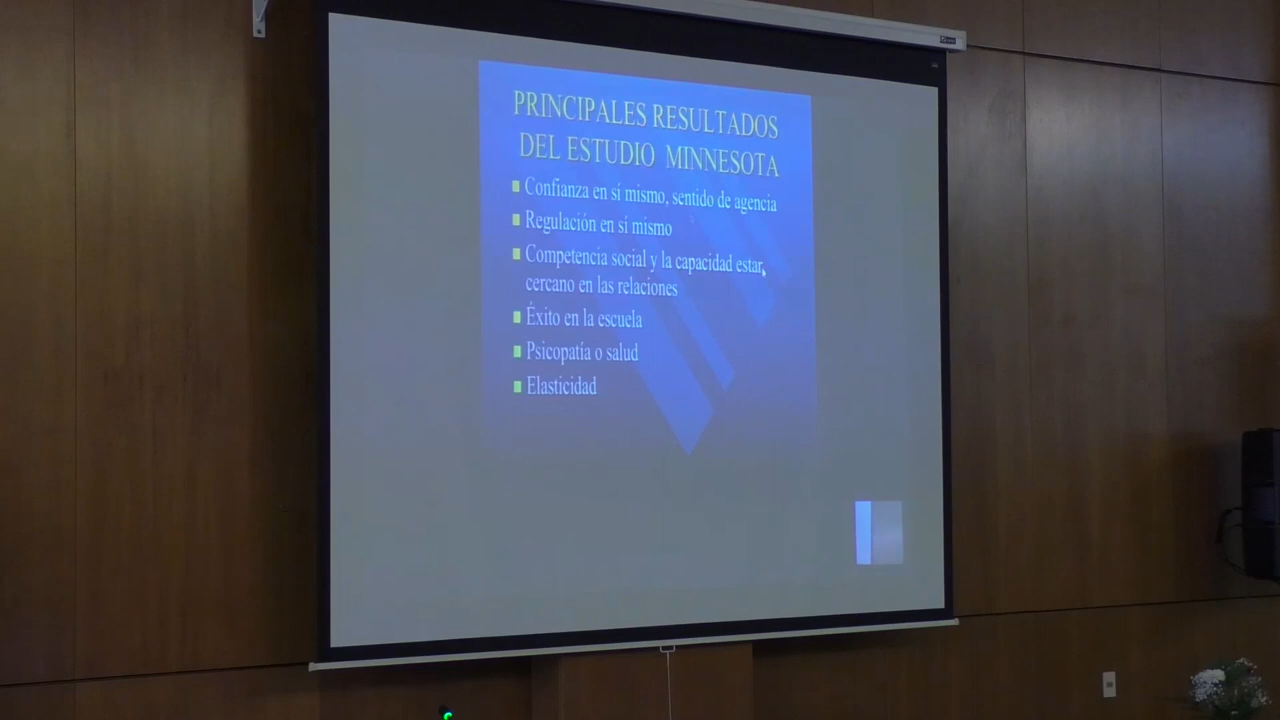 PRINCIPALES RESULTADOS
DEL ESTUDIO MINNESOTA
Confianza en sí mismo, sentido de agencia
Regulación en sí mismo
Competencia social y la capacidad estar
cercano en las relaciones
Éxito en la escuela
Psicopatía o salud
Elasticidad